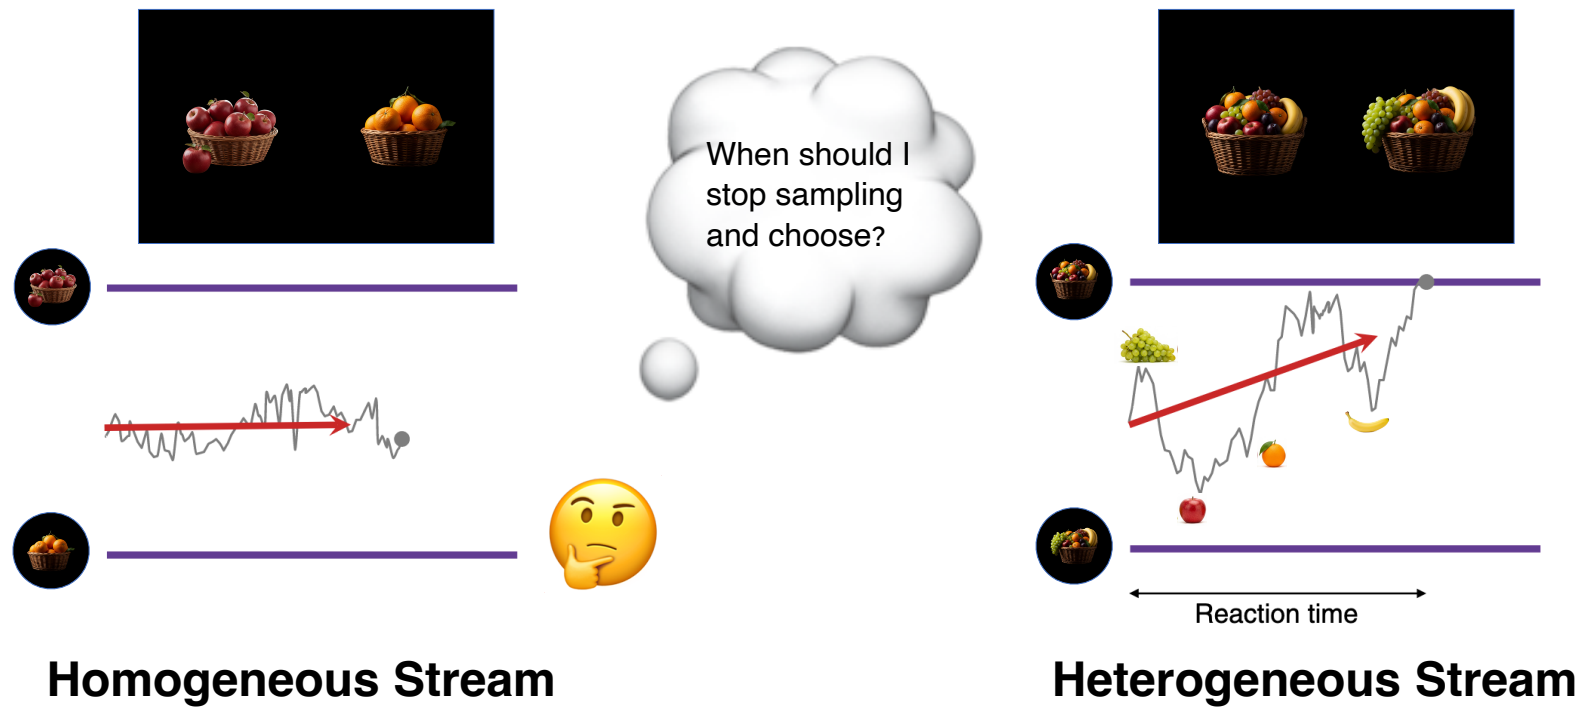 When should I
stop sampling
and choose?
Reaction time
Homogeneous Stream
Heterogeneous Stream